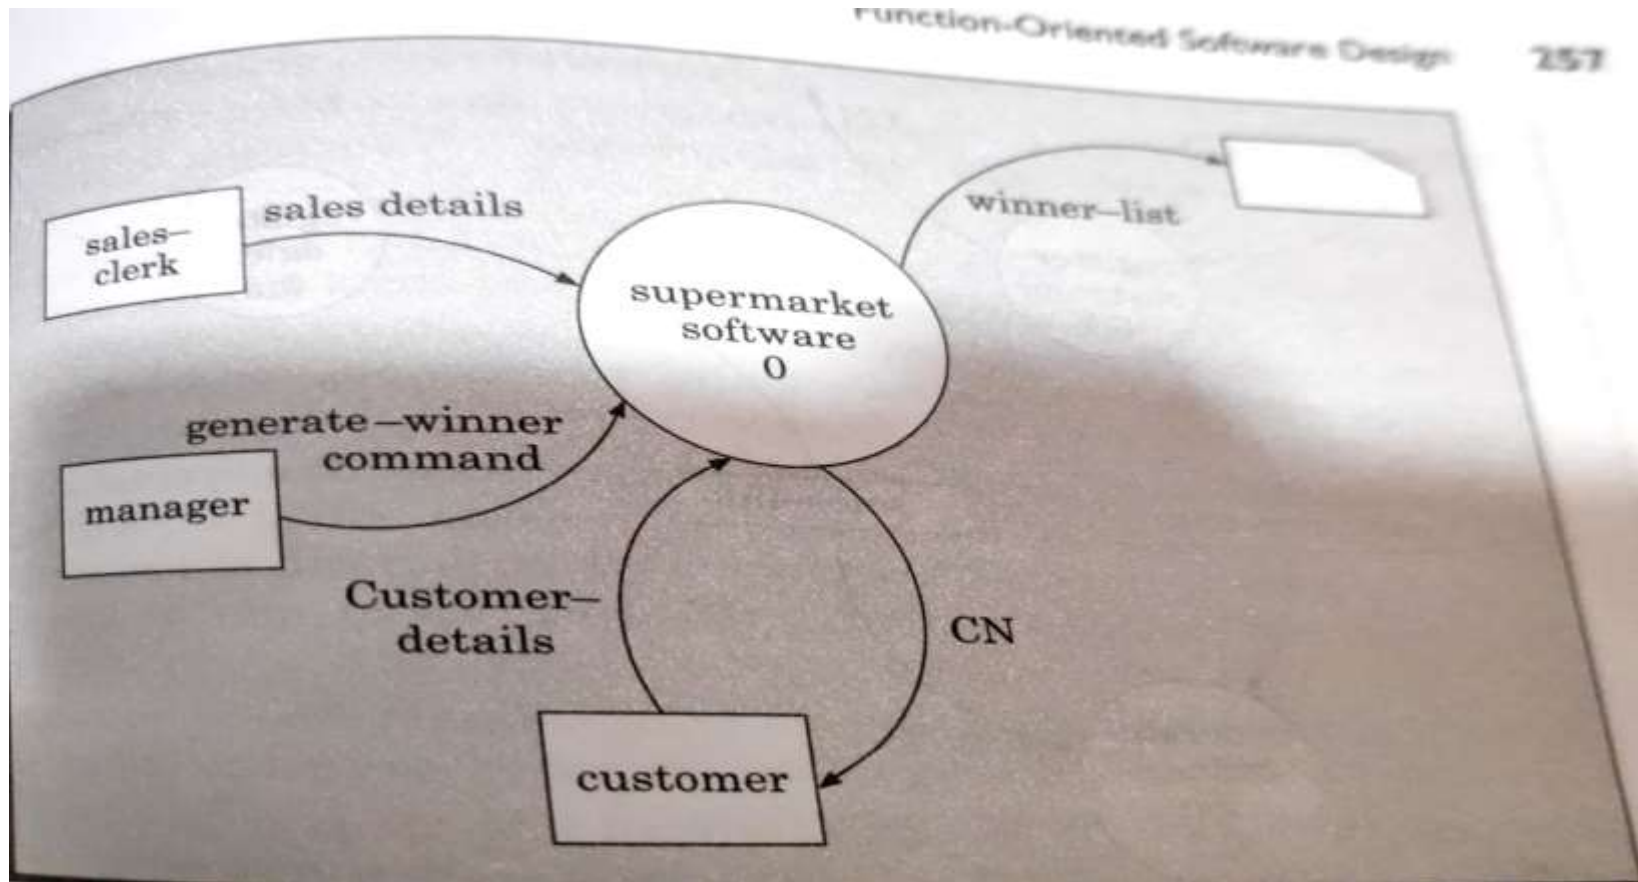 Function-Oriented Software Design 257
sales details
sales–
clerk
winner–list
supermarket
software
0
generate–winner
command
manager
Customer–
details
CN
customer